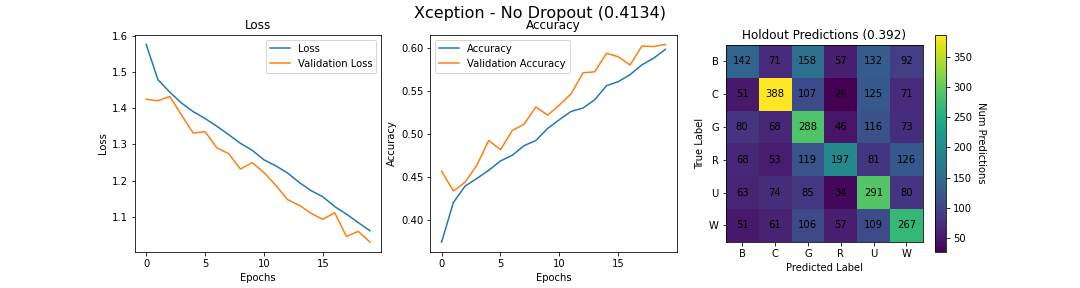 Xception - No Dropout (0.4134)
Loss
Loss
Validation Loss
1.6
1.5
1.4
1.3
1.2
1.1
Loss
0
5
10
15
Epochs
Accuracy
Accuracy
Validation Accuracy
0.60
0.55
0.50
0.45
0.40
Accuracy
0
5
10
15
Epochs
Holdout Predictions (0.392)
True Label
B 142 71 158 57 132 92
C 51 388 107 26 125 71
G 80 68 288 46 116 73
R 68 53 119 197 81 126
U 63 74 85 34 291 80
W 51 61 106 57 109 267
B C G R U W
Predicted Label
350
300
250
200
150
100
50
Num Predictions